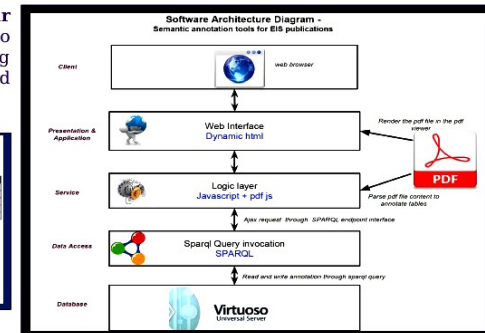 r
o
g
d
Software Architecture Diagram -
Semantic annotation tools for EIS publications
Client
web browser
Presentation &
Application
Web Interface
Dynamic html
Render the pdf file in the pdf
viewer
PDF
Service
Logic layer
Javascript + pdf js
Parse pdf file content to
annotate tables
Ajax request through SPARQL endpoint interface
Data Access
Sparql Query invocation
SPARQL
Read and write annotation through sparql query
Database
Virtuoso
Universal Server